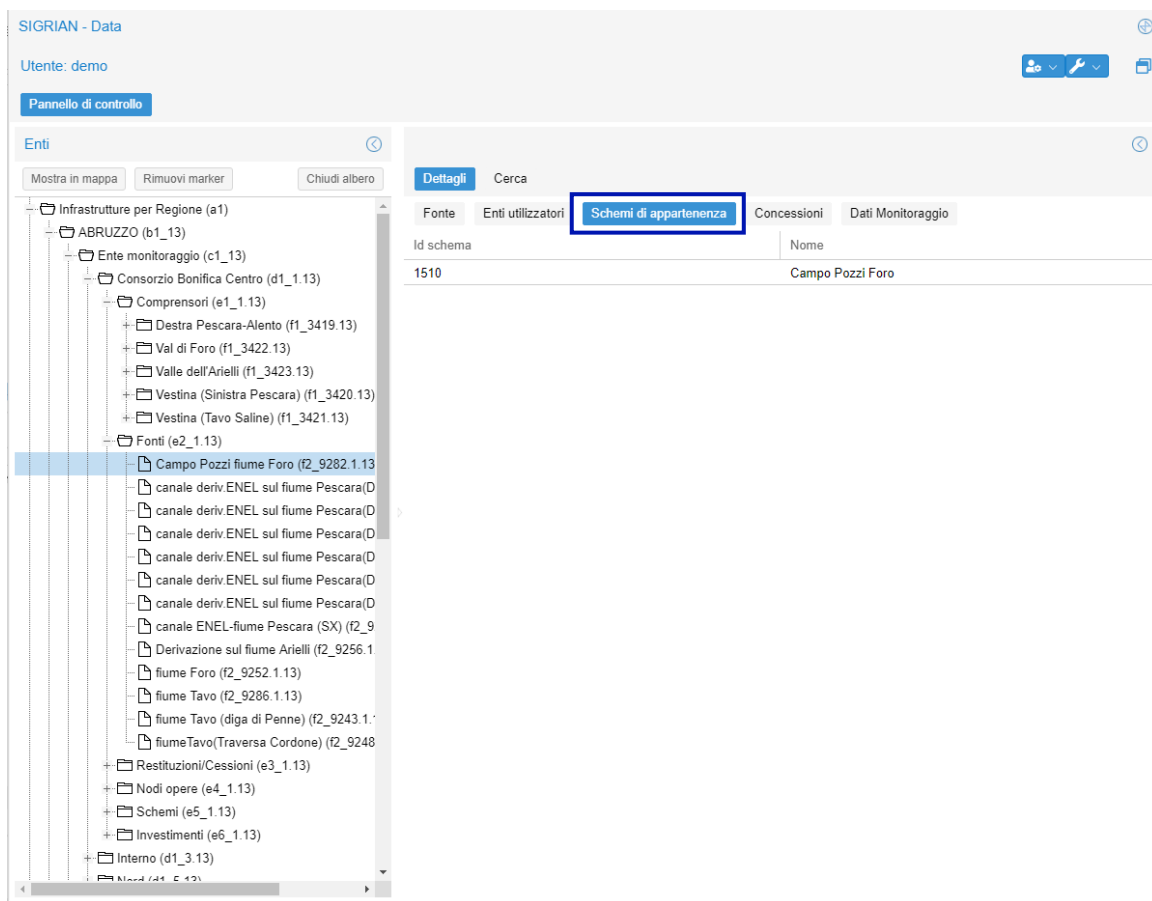 SIGRIAN - Data
Utente: demo
Pannello di controllo
Enti
Mostra in mappa Rimuovi marker Chiudi albero
Infrastrutture per Regione (a1)
ABRUZZO (b1_13)
Ente monitoraggio (c1_13)
Consorzio Bonifica Centro (d1_1.13)
Comprensori (e1_1.13)
Destra Pescara-Alento (f1_3419.13)
Val di Foro (f1_3422.13)
Valle dell'Arielli (f1_3423.13)
Vestina (Sinistra Pescara) (f1_3420.13)
Vestina (Tavo Saline) (f1_3421.13)
Fonti (e2_1.13)
Campo Pozzi fiume Foro (f2_9282.1.13
canale deriv.ENEL sul fiume Pescara(D
canale deriv.ENEL sul fiume Pescara(D
canale deriv.ENEL sul fiume Pescara(D
canale deriv.ENEL sul fiume Pescara(D
canale deriv.ENEL sul fiume Pescara(D
canale deriv.ENEL sul fiume Pescara(D
canale ENEL-fiume Pescara (SX) (f2_9
Derivazione sul fiume Arielli (f2_9256.1.
fiume Foro (f2_9252.1.13)
fiume Tavo (f2_9286.1.13)
fiume Tavo (diga di Penne) (f2_9243.1.
fiumeTavo(Traversa Cordone) (f2_9248
Restituzioni/Cessioni (e3_1.13)
Nodi opere (e4_1.13)
Schemi (e5_1.13)
Investimenti (e6_1.13)
Interno (d1_3.13)
Nord (d1_5.13)
Dettagli Cerca
Fonte Enti utilizzatori Schemi di appartenenza Concessioni Dati Monitoraggio
Id schema Nome
1510 Campo Pozzi Foro